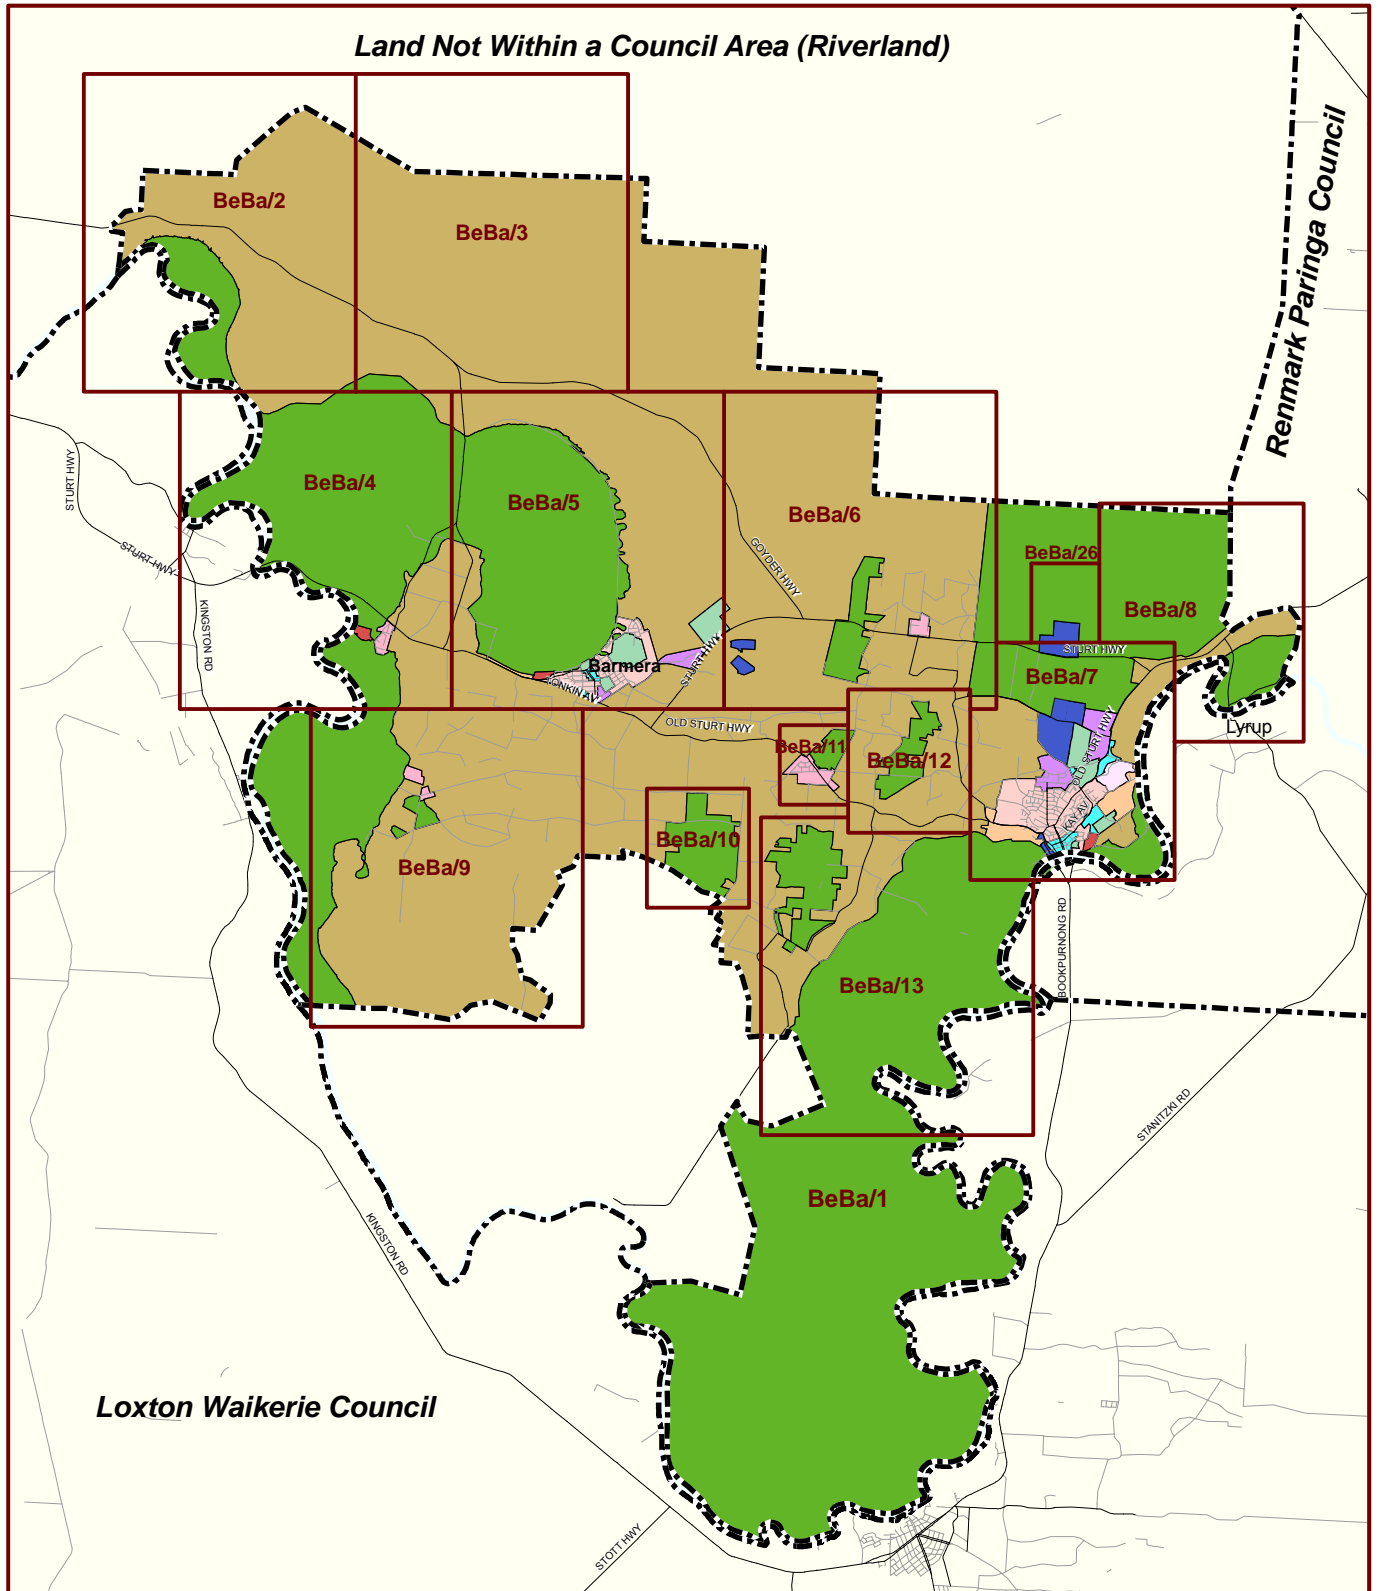 Land Not Within a Council Area (Riverland)
Renmark Paringa Council
BeBa/2
BeBa/3
STURT HWY
BeBa/4
BeBa/5
BeBa/6
GOYDER HWY
BeBa/26
BeBa/8
STURT HWY
KINGSTON RD
STURT HWY
BeBa/7
Barmera
STURT HWY
TONKIN AV
OLD STURT HWY
Lyrup
BeBa/11
BeBa/12
OLD STURT HWY
KAY AV
BeBa/10
BeBa/9
BOOKPURNONG RD
BeBa/13
STANITZKI RD
BeBa/1
KINGSTON RD
Loxton Waikerie Council
STOTT HWY